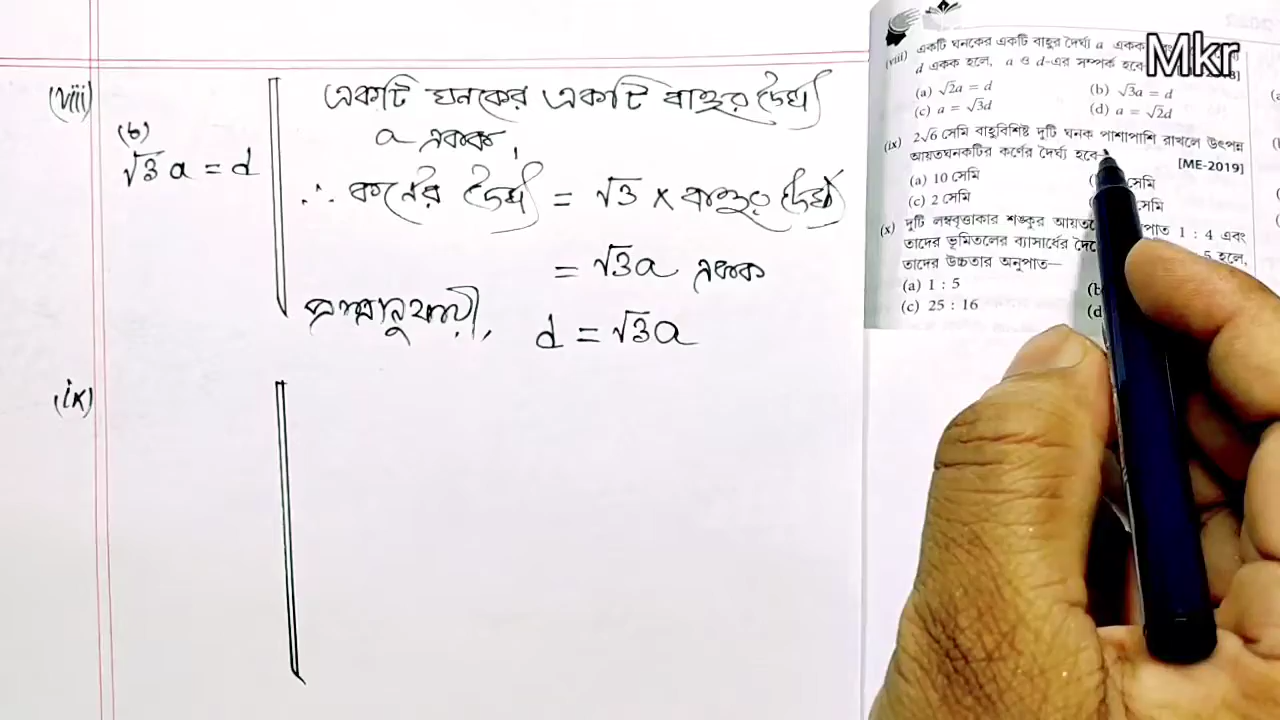 (viii)
(b)
√3 a = d
একটি ঘনকের একটি বাহুর দৈর্ঘ্য
a একক,
∴ কর্ণের দৈর্ঘ্য = √3 × বাহুর দৈর্ঘ্য
= √3a একক
প্রশ্নানুযায়ী, d = √3a
(ix)
Mkr
(viii) একটি ঘনকের একটি বাহুর দৈর্ঘ্য a একক
d একক হলে, a ও d-এর সম্পর্ক হবে
(a) √2a = d (b) √3a = d
(c) a = √3d (d) a = √2d
(ix) 2√6 সেমি বাহুবিশিষ্ট দুটি ঘনক পাশাপাশি রাখলে উৎপন্ন
আয়তঘনকটির কর্ণের দৈর্ঘ্য হবে—
[ME-2019]
(a) 10 সেমি সেমি
(c) 2 সেমি সেমি
(x) দুটি লম্ববৃত্তাকার শঙ্কুর 1 : 4 এবং
তাদের ভূমিতলের ব্যাসার্ধের 5 হলে,
তাদের উচ্চতার অনুপাত—
(a) 1 : 5 (b
(c) 25 : 16 (d